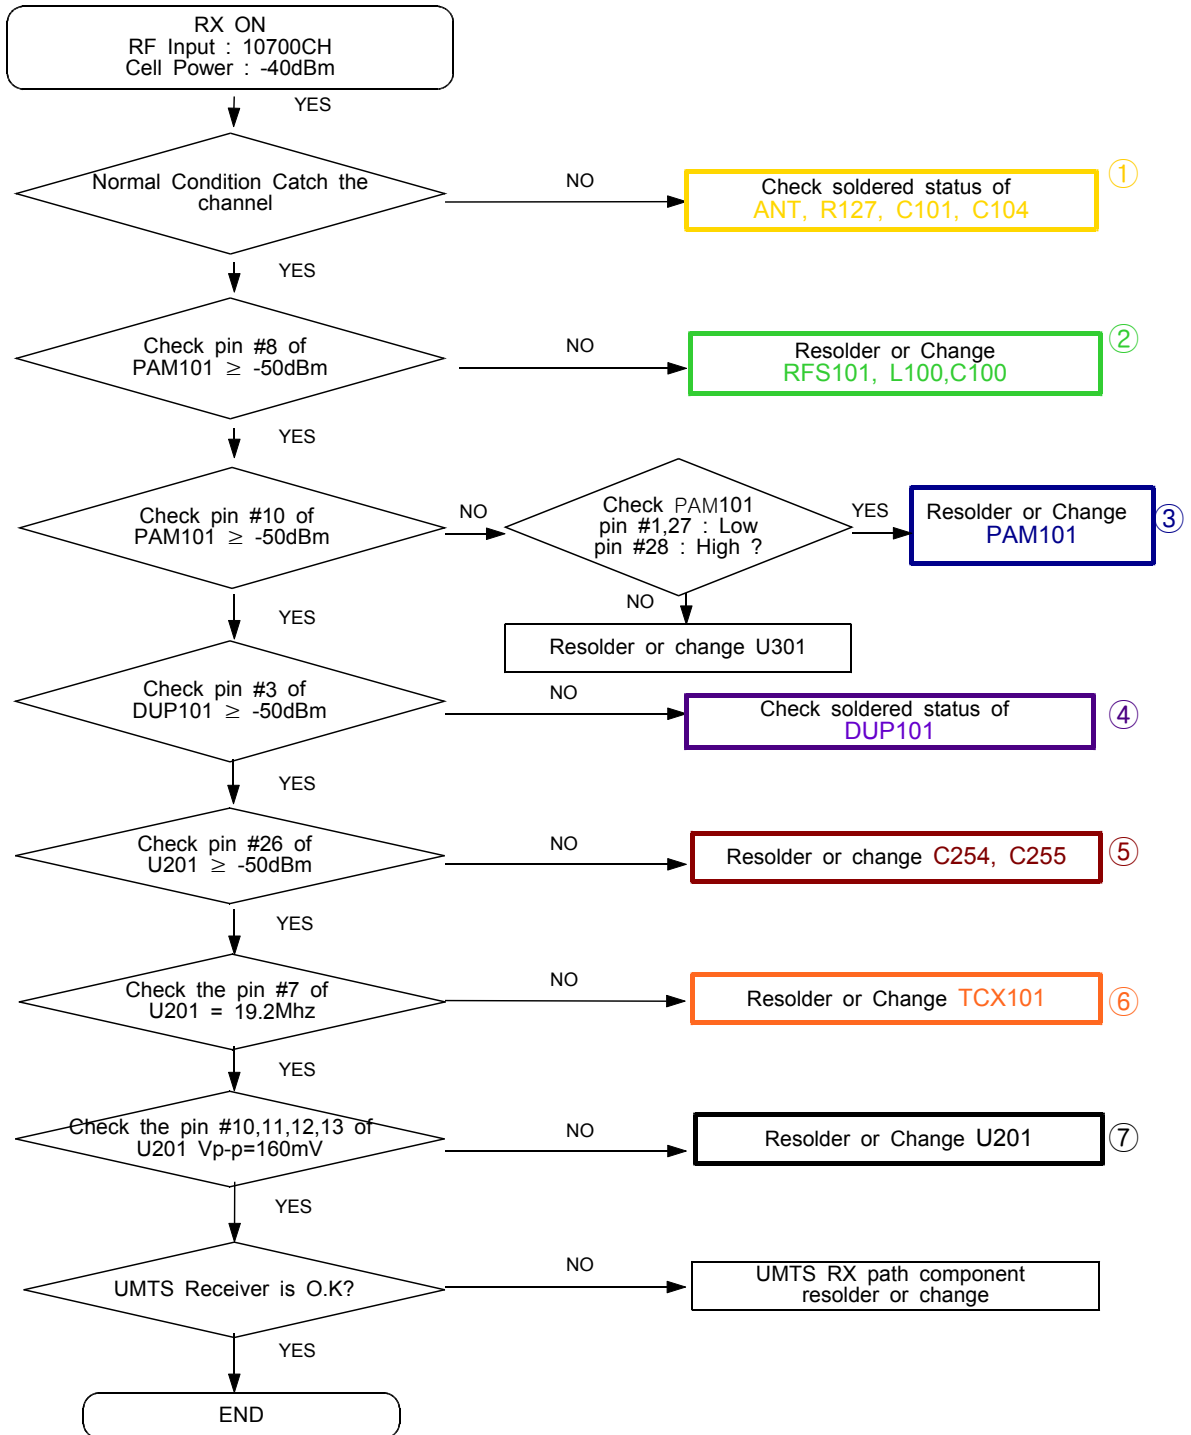 RX ON
RF Input : 10700CH
Cell Power : -40dBm
YES
Normal Condition Catch the
channel
NO
Check soldered status of
ANT, R127, C101, C104
①
YES
Check pin #8 of
PAM101 ≥ -50dBm
NO
Resolder or Change
RFS101, L100,C100
②
YES
Check pin #10 of
PAM101 ≥ -50dBm
NO
Check PAM101
pin #1,27 : Low
pin #28 : High ?
YES
Resolder or Change
PAM101
③
NO
Resolder or change U301
YES
Check pin #3 of
DUP101 ≥ -50dBm
NO
Check soldered status of
DUP101
④
YES
Check pin #26 of
U201 ≥ -50dBm
NO
Resolder or change C254, C255
⑤
YES
Check the pin #7 of
U201 = 19.2Mhz
NO
Resolder or Change TCX101
⑥
YES
Check the pin #10,11,12,13 of
U201 Vp-p=160mV
NO
Resolder or Change U201
⑦
YES
UMTS Receiver is O.K?
NO
UMTS RX path component
resolder or change
YES
END